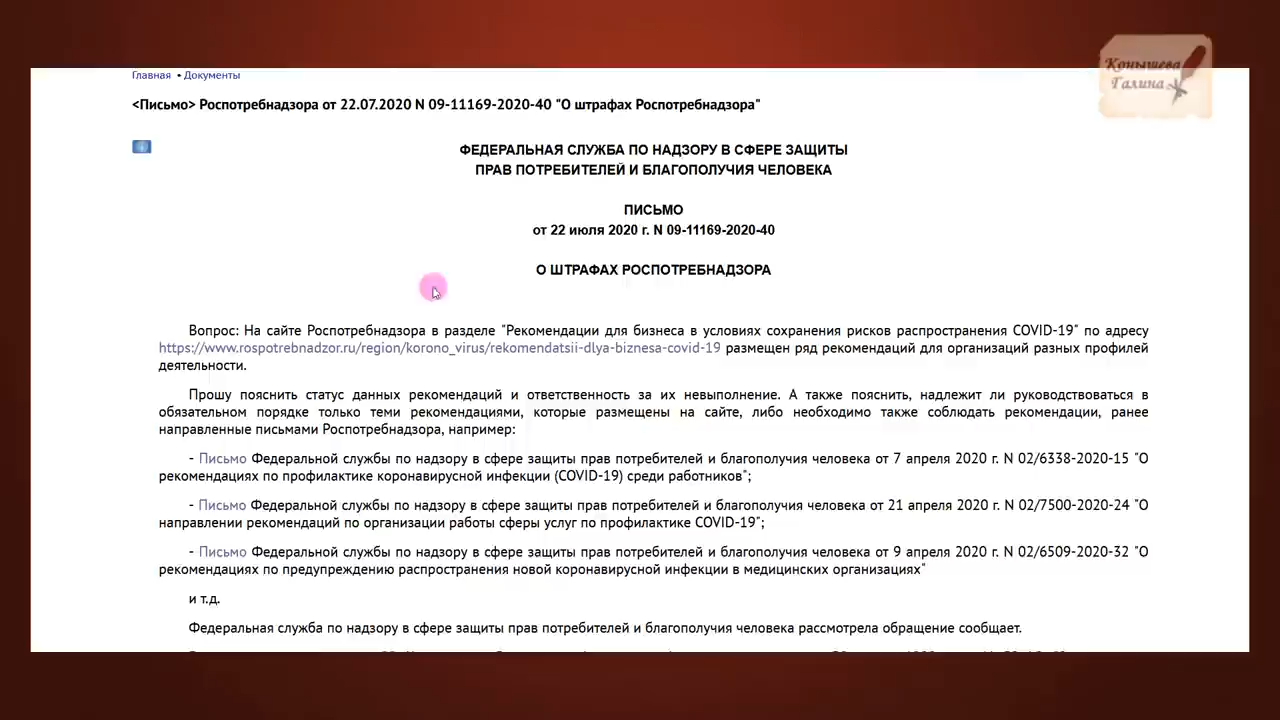 Конышева
Галина
Главная • Документы
<Письмо> Роспотребнадзора от 22.07.2020 N 09-11169-2020-40 "О штрафах Роспотребнадзора"
ФЕДЕРАЛЬНАЯ СЛУЖБА ПО НАДЗОРУ В СФЕРЕ ЗАЩИТЫ
ПРАВ ПОТРЕБИТЕЛЕЙ И БЛАГОПОЛУЧИЯ ЧЕЛОВЕКА
ПИСЬМО
от 22 июля 2020 г. N 09-11169-2020-40
О ШТРАФАХ РОСПОТРЕБНАДЗОРА
Вопрос: На сайте Роспотребнадзора в разделе "Рекомендации для бизнеса в условиях сохранения рисков распространения COVID-19" по адресу
https://www.rospotrebnadzor.ru/region/korono_virus/rekomendatsii-dlya-biznesa-covid-19 размещен ряд рекомендаций для организаций разных профилей
деятельности.
Прошу пояснить статус данных рекомендаций и ответственность за их невыполнение. А также пояснить, надлежит ли руководствоваться в
обязательном порядке только теми рекомендациями, которые размещены на сайте, либо необходимо также соблюдать рекомендации, ранее
направленные письмами Роспотребнадзора, например:
- Письмо Федеральной службы по надзору в сфере защиты прав потребителей и благополучия человека от 7 апреля 2020 г. N 02/6338-2020-15 "О
рекомендациях по профилактике коронавирусной инфекции (COVID-19) среди работников";
- Письмо Федеральной службы по надзору в сфере защиты прав потребителей и благополучия человека от 21 апреля 2020 г. N 02/7500-2020-24 "О
направлении рекомендаций по организации работы сферы услуг по профилактике COVID-19";
- Письмо Федеральной службы по надзору в сфере защиты прав потребителей и благополучия человека от 9 апреля 2020 г. N 02/6509-2020-32 "О
рекомендациях по предупреждению распространения новой коронавирусной инфекции в медицинских организациях"
и т.д.
Федеральная служба по надзору в сфере защиты прав потребителей и благополучия человека рассмотрела обращение сообщает.